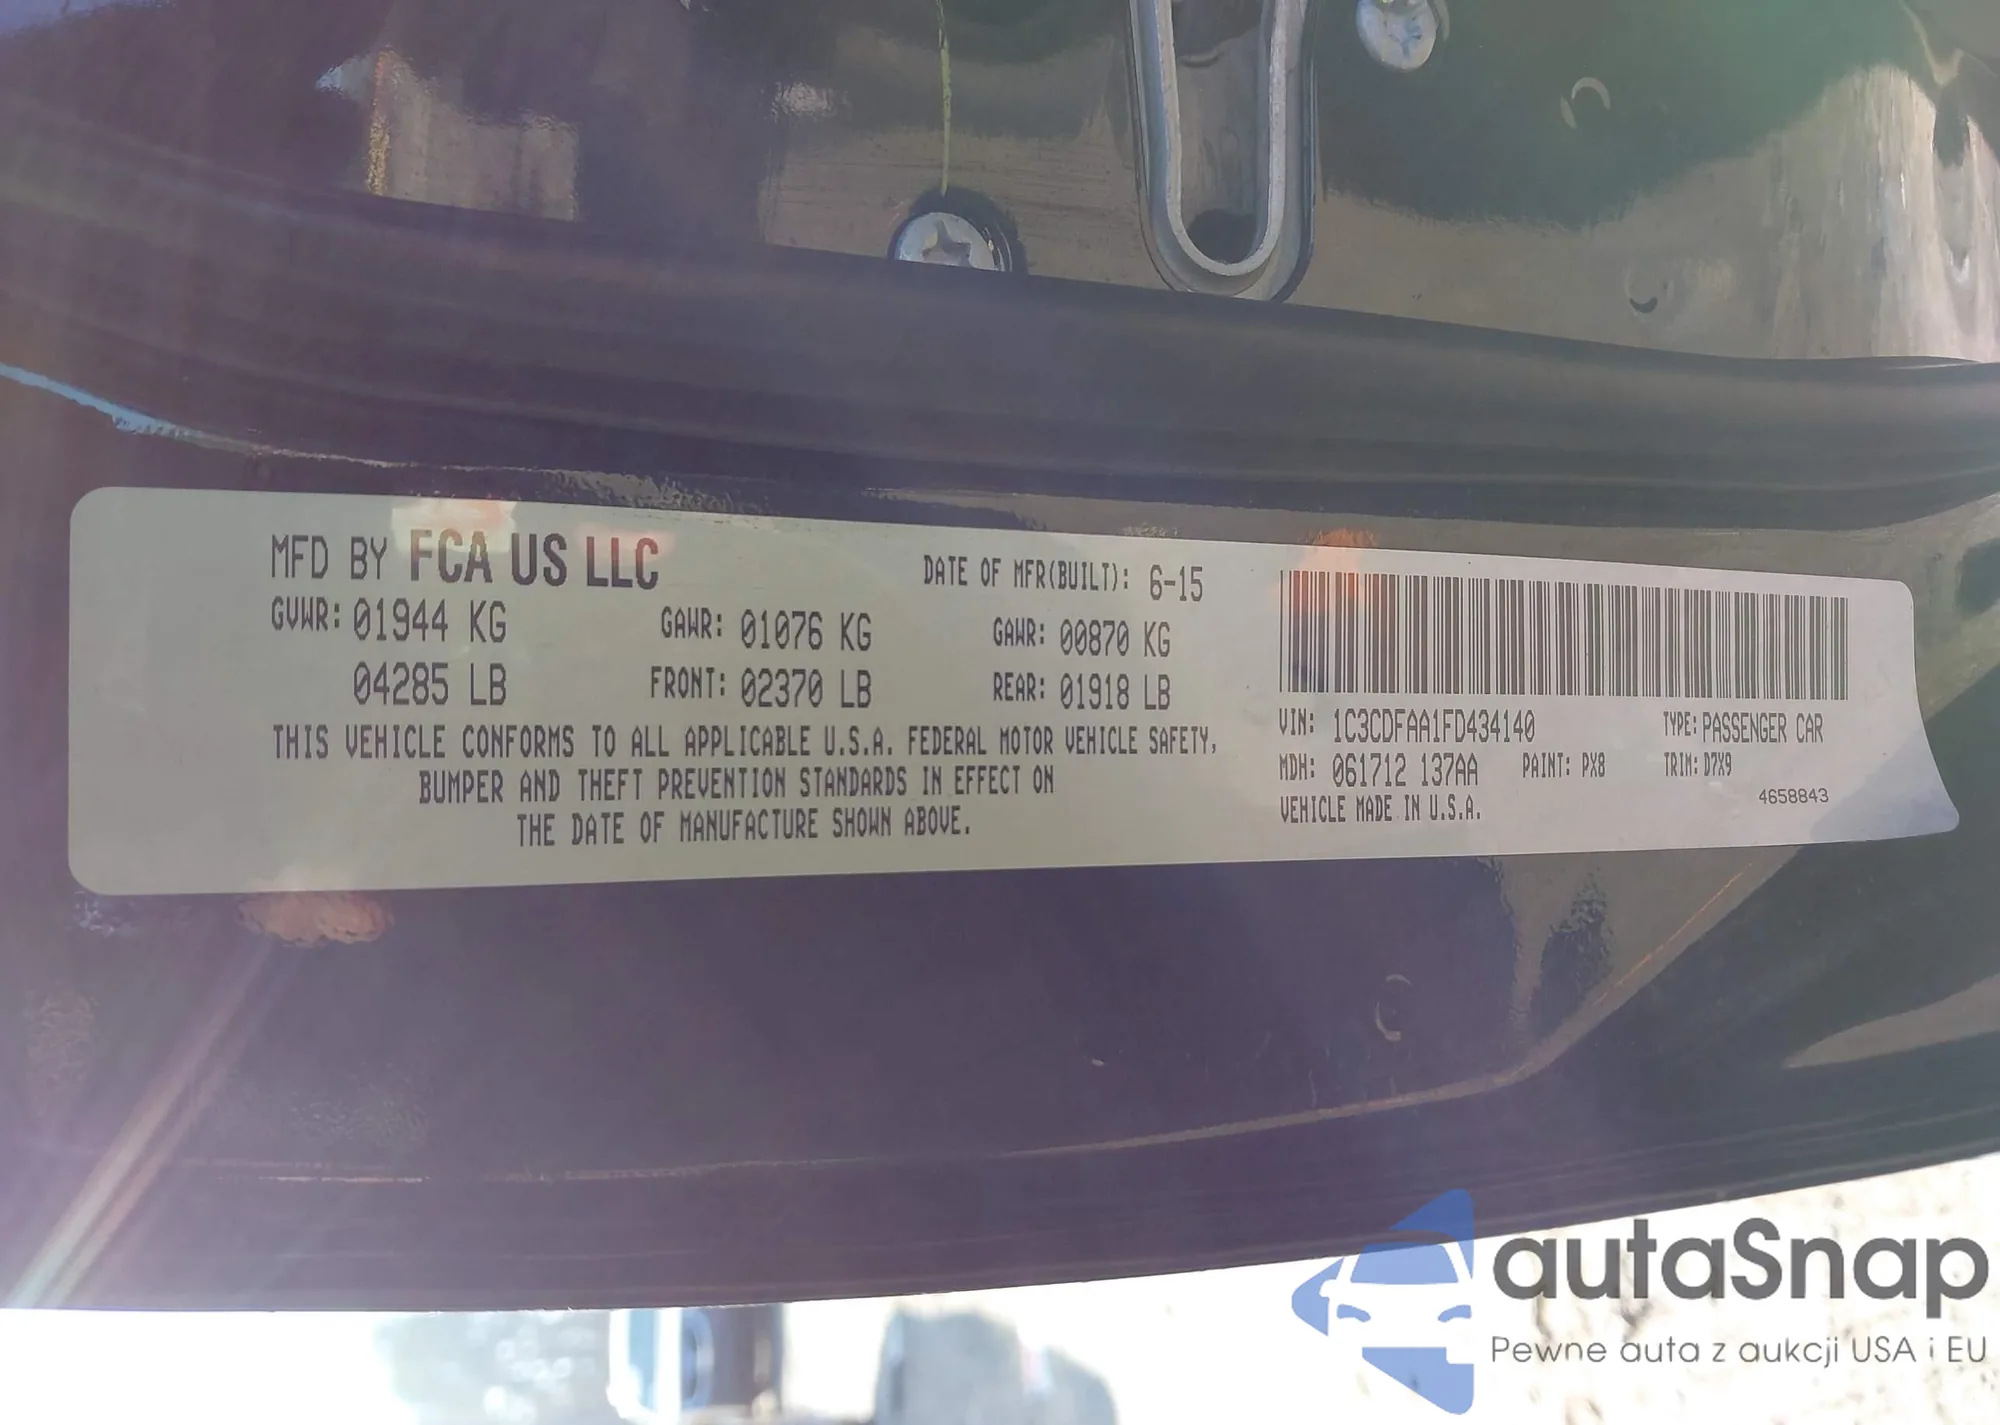 MFD BY FCA US LLC DATE OF MFR(BUILT): 6-15
GVWR: 01944 KG GAWR: 01076 KG GAWR: 00870 KG
04285 LB FRONT: 02370 LB REAR: 01918 LB
THIS VEHICLE CONFORMS TO ALL APPLICABLE U.S.A. FEDERAL MOTOR VEHICLE SAFETY,
BUMPER AND THEFT PREVENTION STANDARDS IN EFFECT ON
THE DATE OF MANUFACTURE SHOWN ABOVE.
VIN: 1C3CDFAA1FD434140 TYPE: PASSENGER CAR
MDH: 061712 137AA PAINT: PX8 TRIM: D7X9
VEHICLE MADE IN U.S.A. 4658843
autaSnap
Pewne auta z aukcji USA i EU